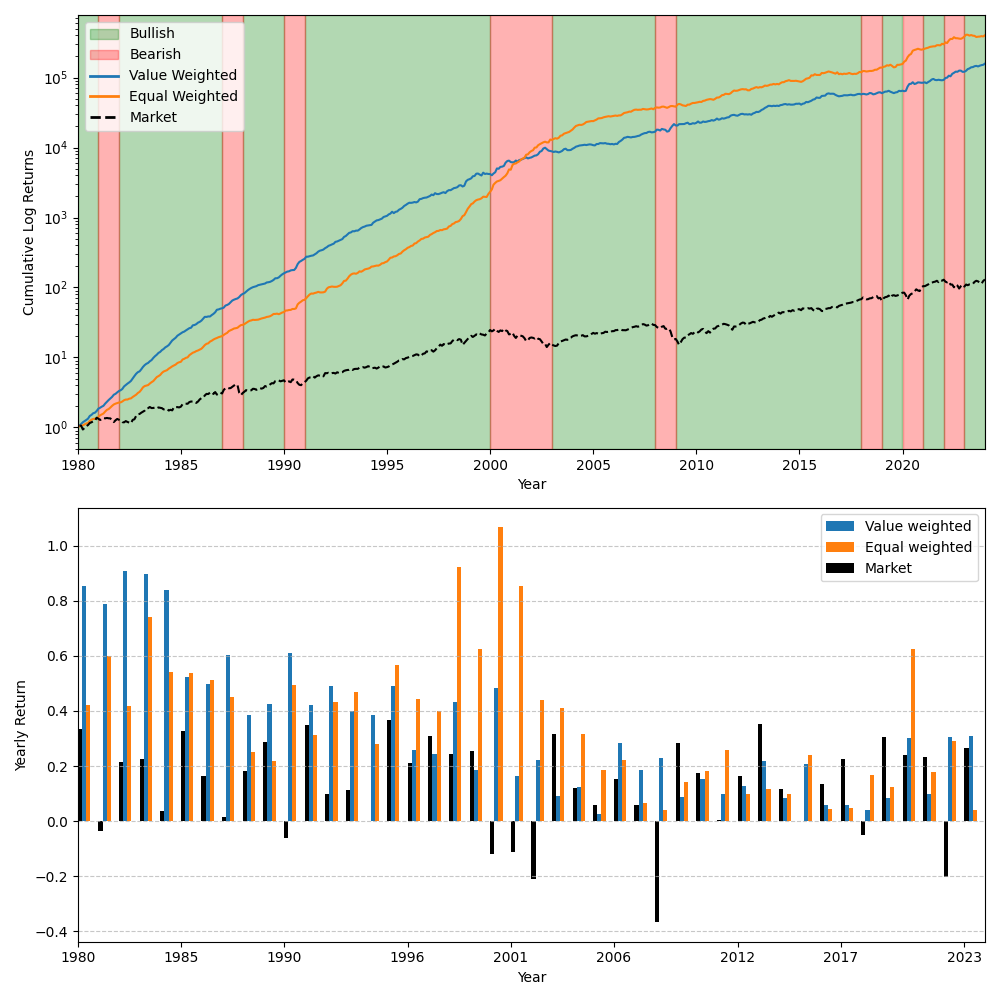 Bullish
Bearish
Value Weighted
Equal Weighted
Market
Cumulative Log Returns
10^5
10^4
10^3
10^2
10^1
10^0
1980 1985 1990 1995 2000 2005 2010 2015 2020
Year
Value weighted
Equal weighted
Market
Yearly Return
1.0
0.8
0.6
0.4
0.2
0.0
−0.2
−0.4
1980 1985 1990 1996 2001 2006 2012 2017 2023
Year